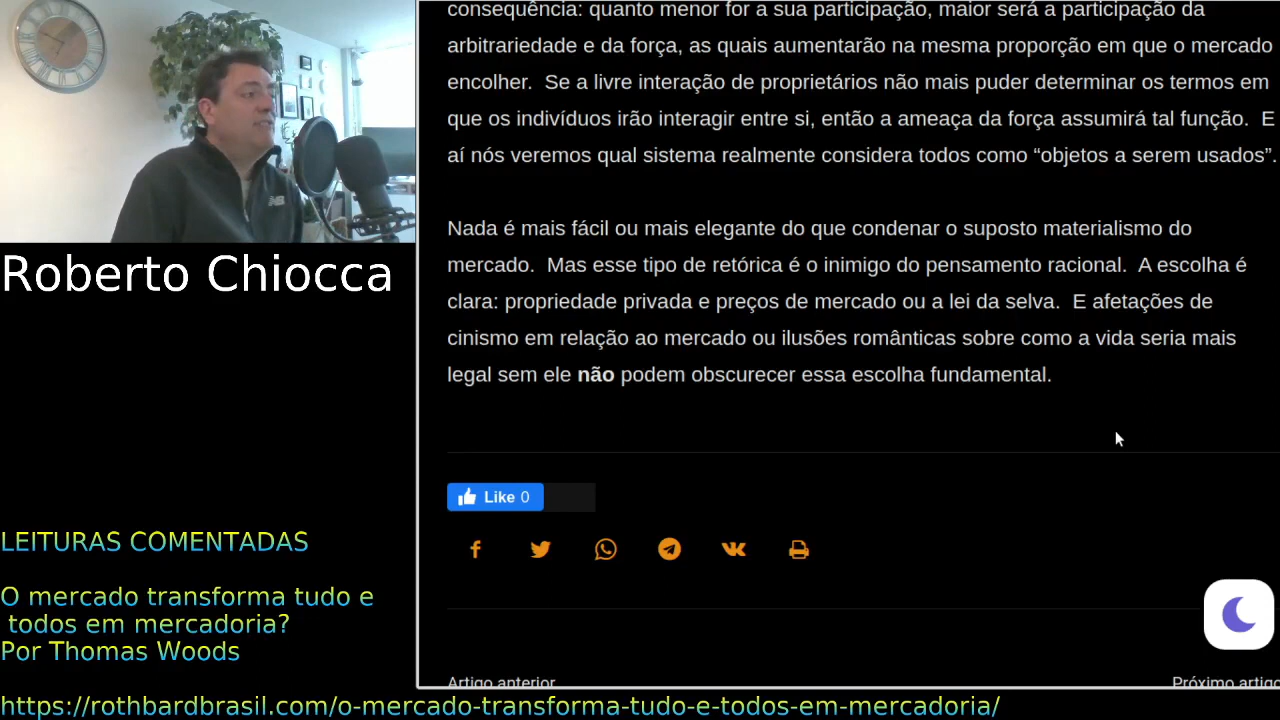 consequência: quanto menor for a sua participação, maior será a participação da
arbitrariedade e da força, as quais aumentarão na mesma proporção em que o mercado
encolher.  Se a livre interação de proprietários não mais puder determinar os termos em
que os indivíduos irão interagir entre si, então a ameaça da força assumirá tal função.  E
aí nós veremos qual sistema realmente considera todos como “objetos a serem usados”.
Nada é mais fácil ou mais elegante do que condenar o suposto materialismo do
mercado.  Mas esse tipo de retórica é o inimigo do pensamento racional.  A escolha é
clara: propriedade privada e preços de mercado ou a lei da selva.  E afetações de
cinismo em relação ao mercado ou ilusões românticas sobre como a vida seria mais
legal sem ele não podem obscurecer essa escolha fundamental.
Like 0
Artigo anterior
Próximo artigo
Roberto Chiocca
LEITURAS COMENTADAS
O mercado transforma tudo e
todos em mercadoria?
Por Thomas Woods
https://rothbardbrasil.com/o-mercado-transforma-tudo-e-todos-em-mercadoria/